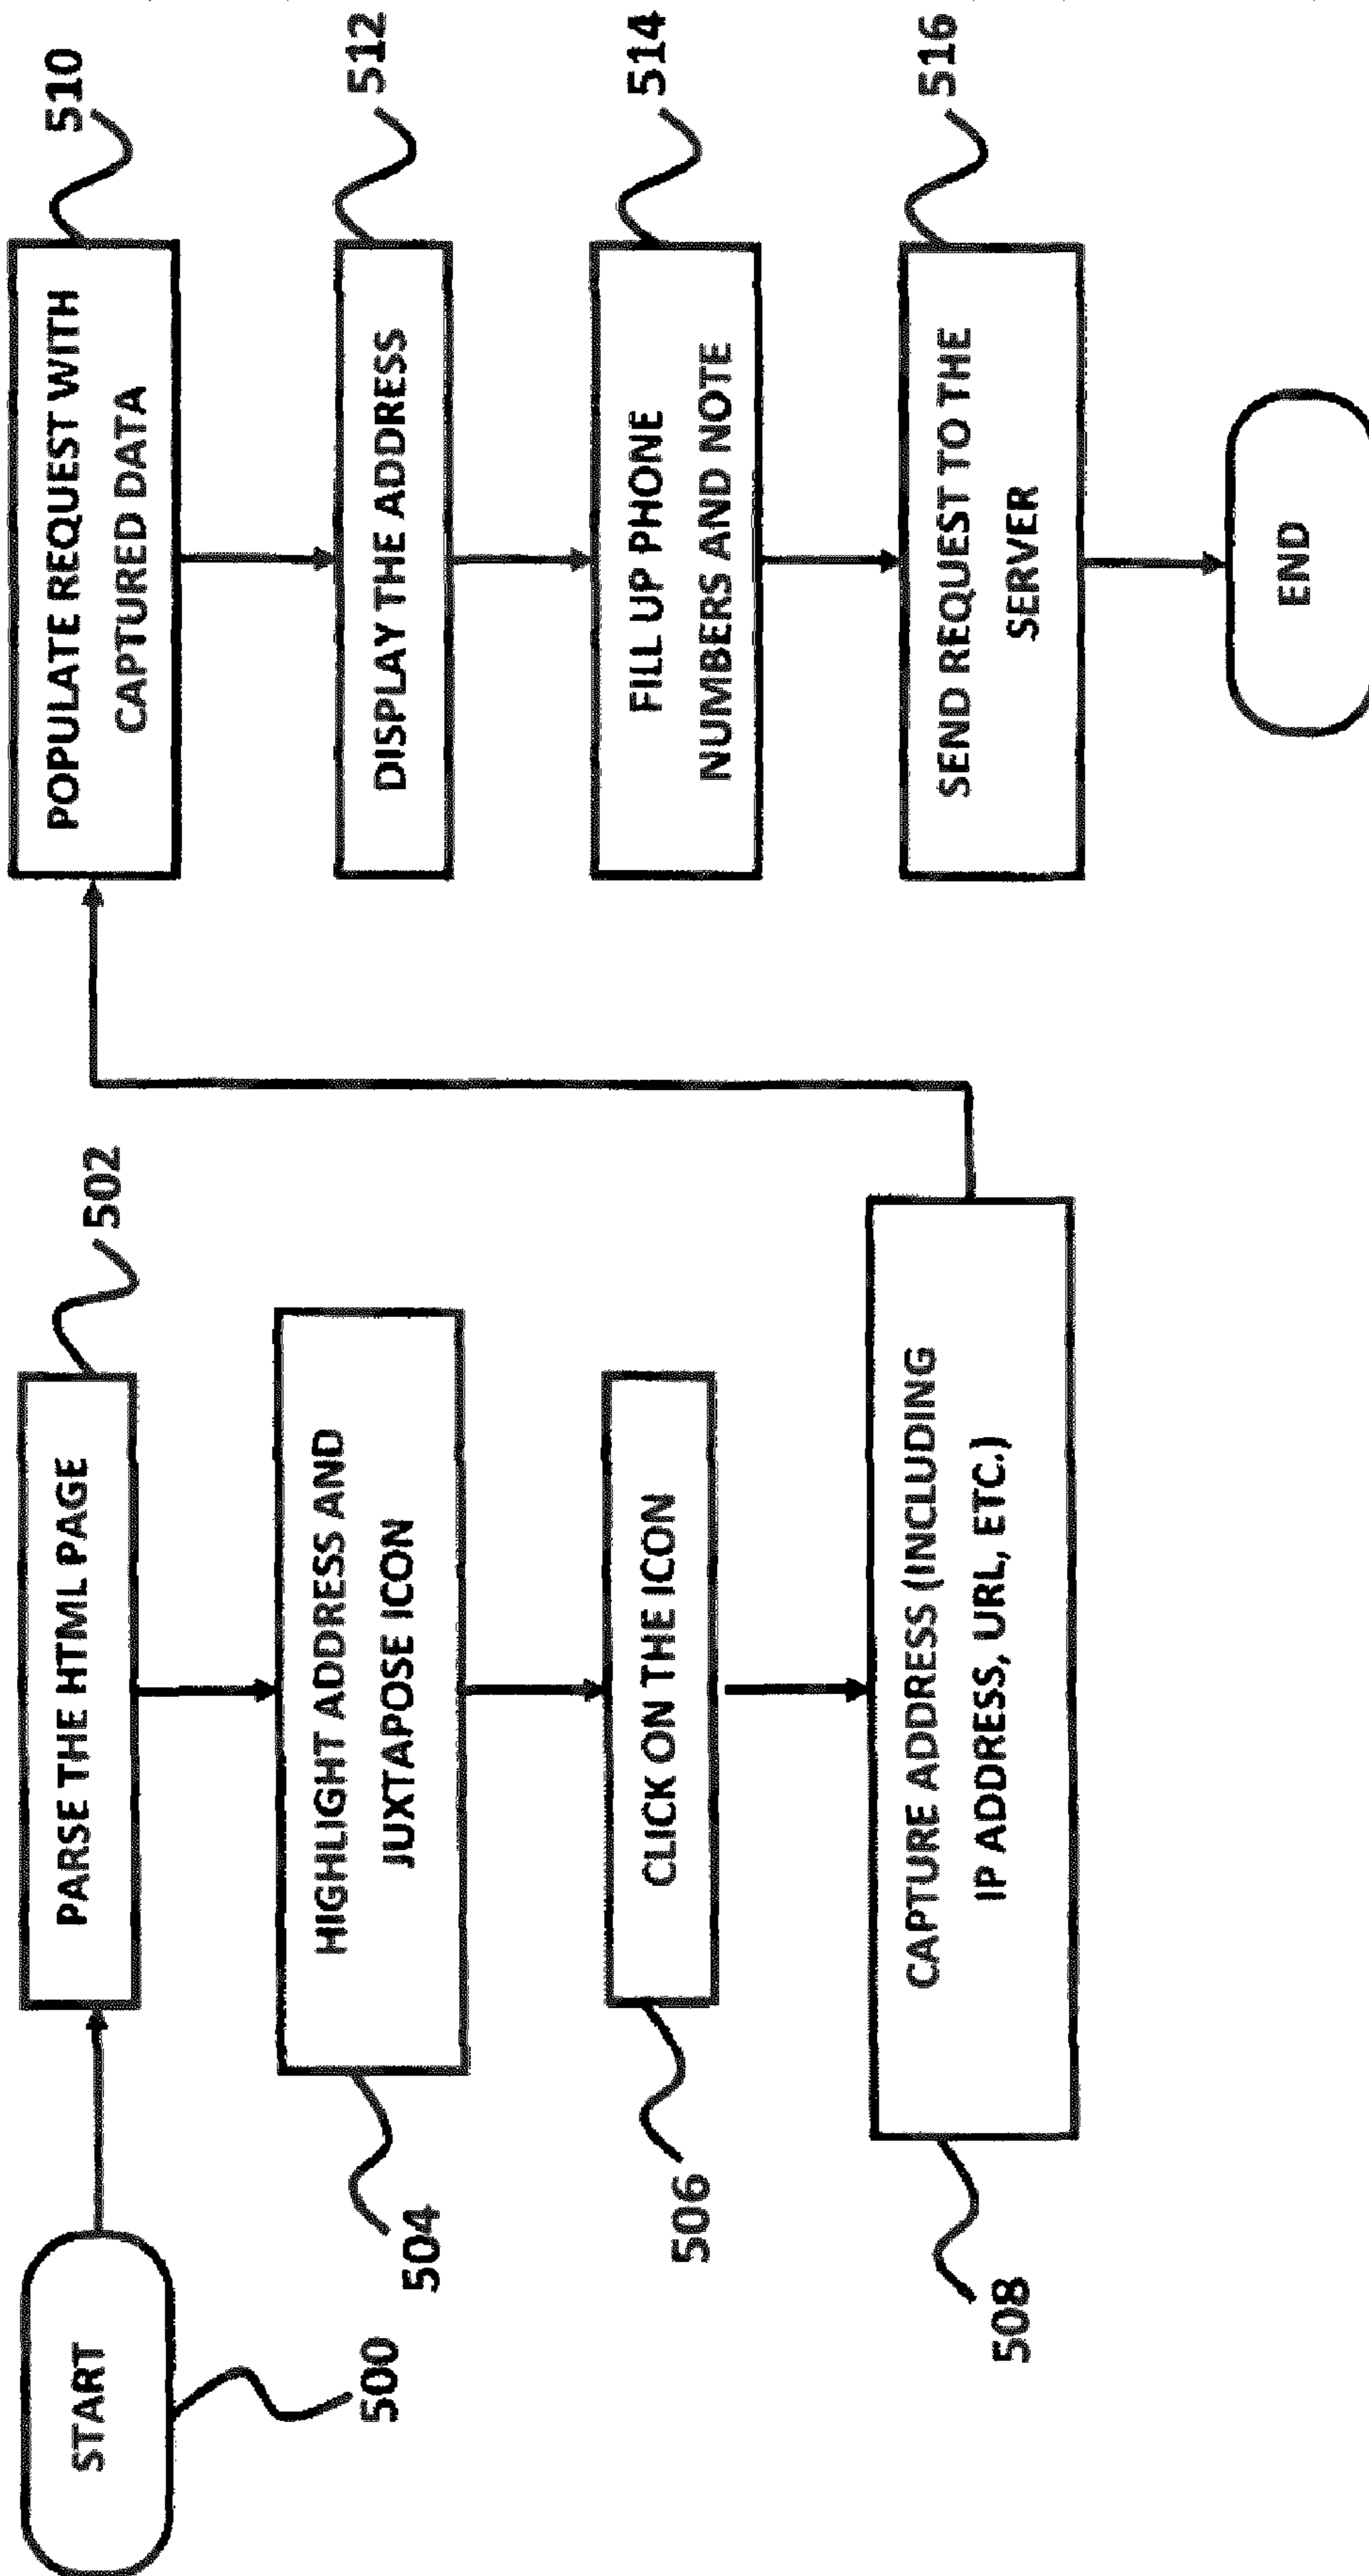 START
500
PARSE THE HTML PAGE
502
HIGHLIGHT ADDRESS AND
JUXTAPOSE ICON
504
CLICK ON THE ICON
506
CAPTURE ADDRESS (INCLUDING
IP ADDRESS, URL, ETC.)
508
POPULATE REQUEST WITH
CAPTURED DATA
510
DISPLAY THE ADDRESS
512
FILL UP PHONE
NUMBERS AND NOTE
514
SEND REQUEST TO THE
SERVER
516
END